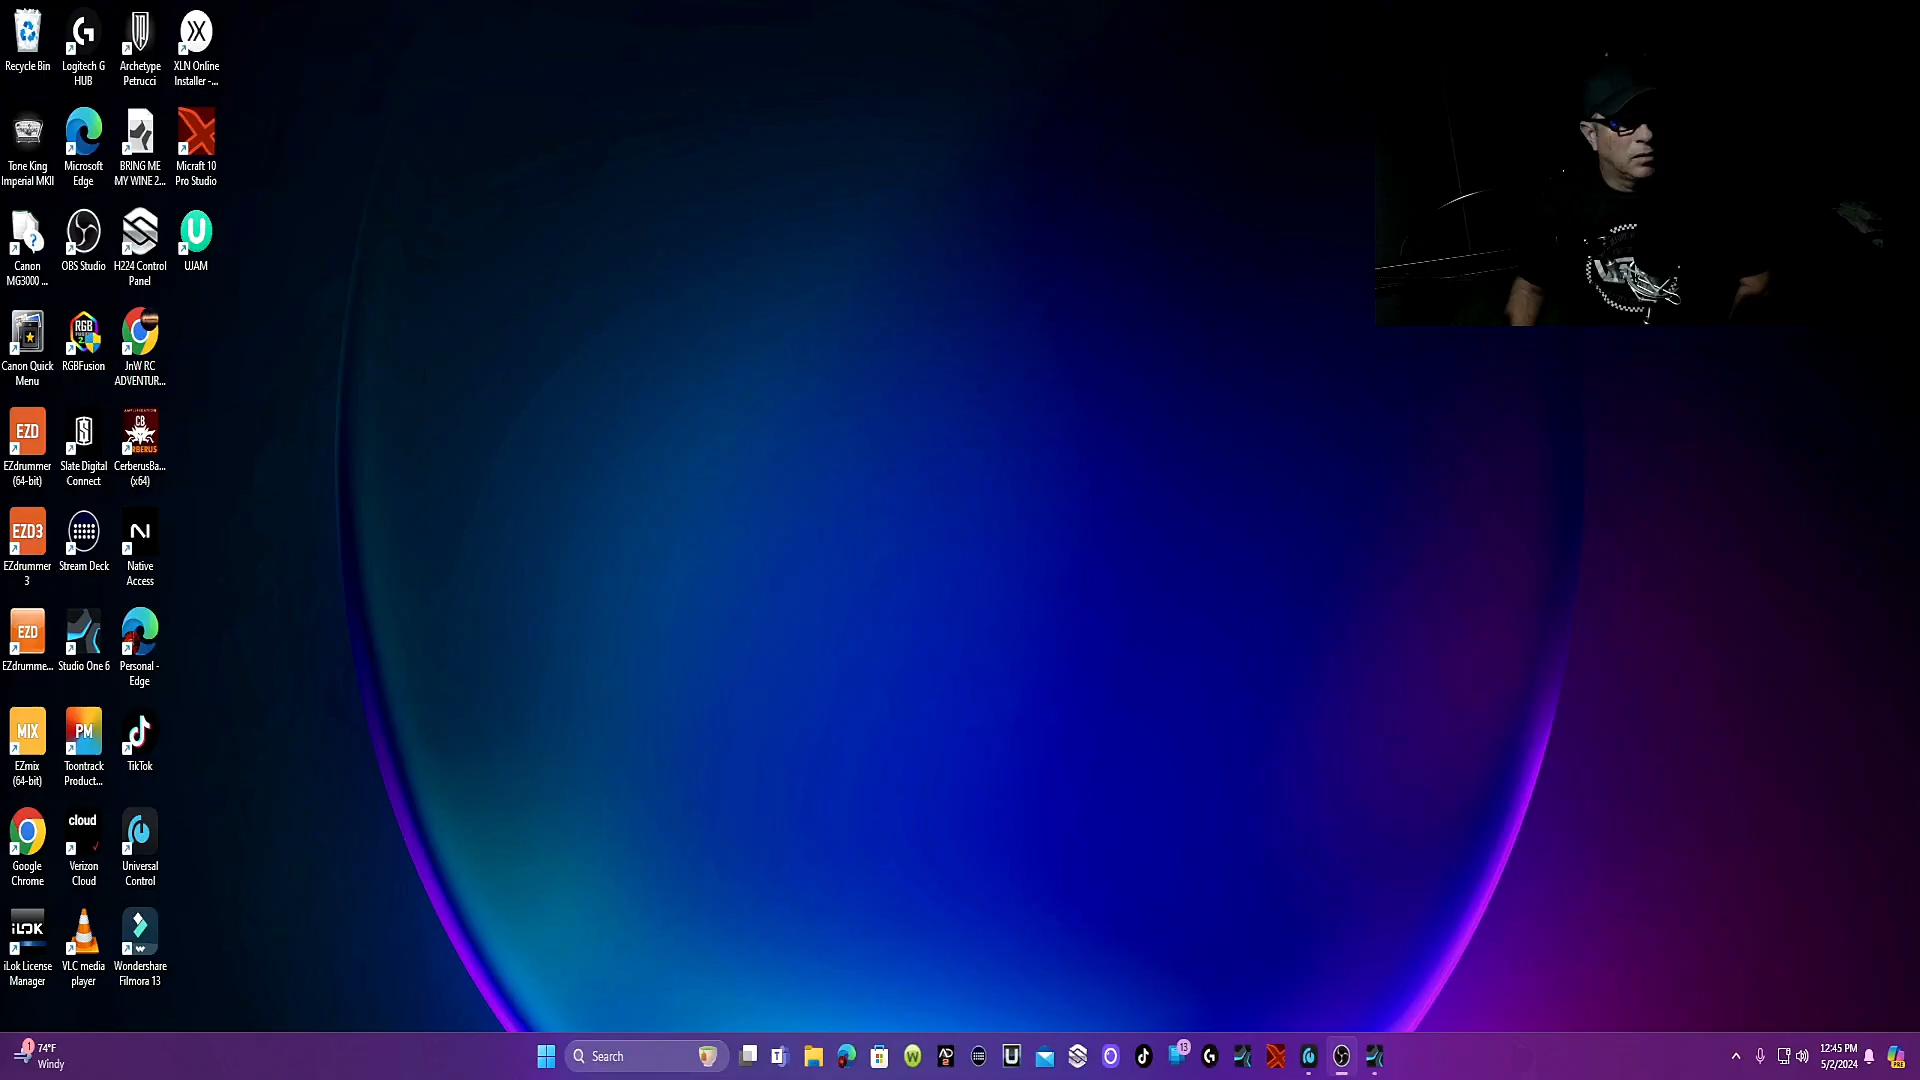 Recycle Bin
Logitech G
HUB
Archetype
Petrucci
XLN Online
Installer -...
Tone King
Imperial MKII
Microsoft
Edge
BRING ME
MY WINE 2...
Micraft 10
Pro Studio
Canon
MG3000 ...
OBS Studio
H224 Control
Panel
U
UJAM
Canon Quick
Menu
RGB
RGBFusion
JnW RC
ADVENTUR...
EZD
EZdrummer
(64-bit)
Slate Digital
Connect
CB
CerberusBa...
(x64)
EZD3
EZdrummer
3
Stream Deck
Native
Access
EZD
EZdrumme...
Studio One 6
Personal -
Edge
MIX
EZmix
(64-bit)
PM
Toontrack
Product...
TikTok
Google
Chrome
cloud
Verizon
Cloud
Universal
Control
iLOK
iLok License
Manager
VLC media
player
Wondershare
Filmora 13
1
74°F
Windy
Search
13
12:45 PM
5/2/2024